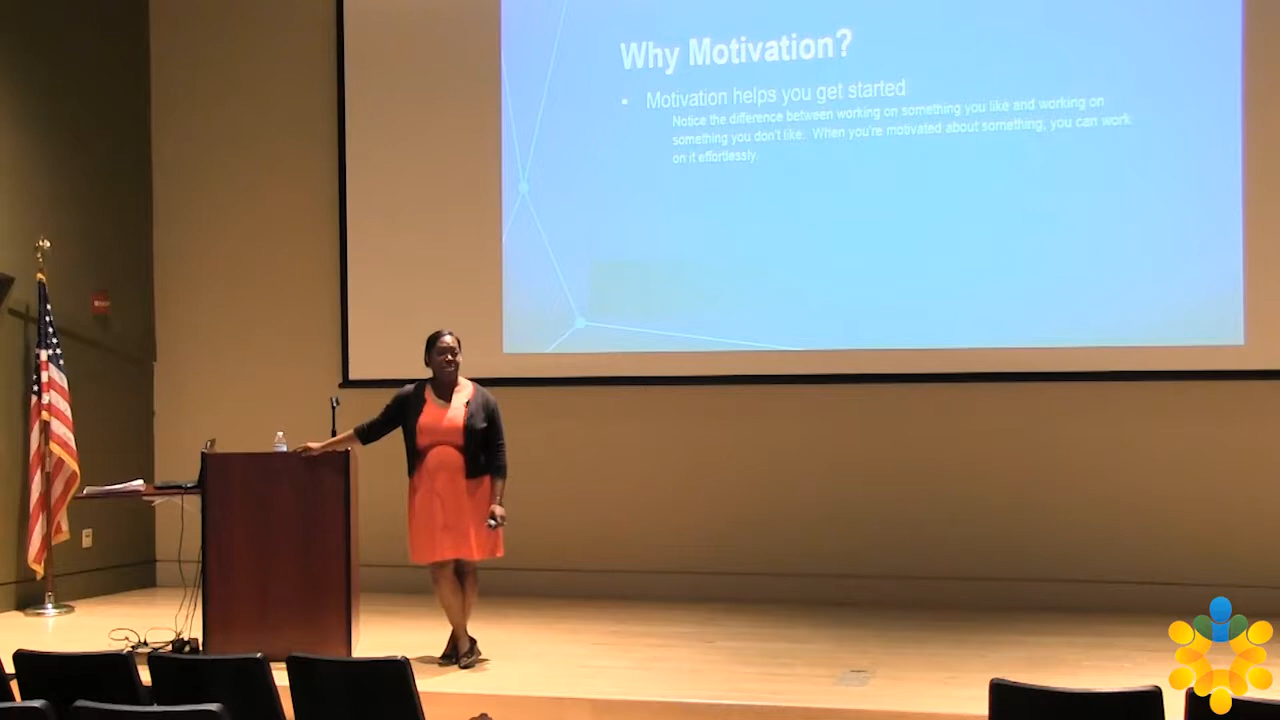 Why Motivation?
• Motivation helps you get started
Notice the difference between working on something you like and working on
something you don't like. When you're motivated about something, you can work
on it effortlessly.